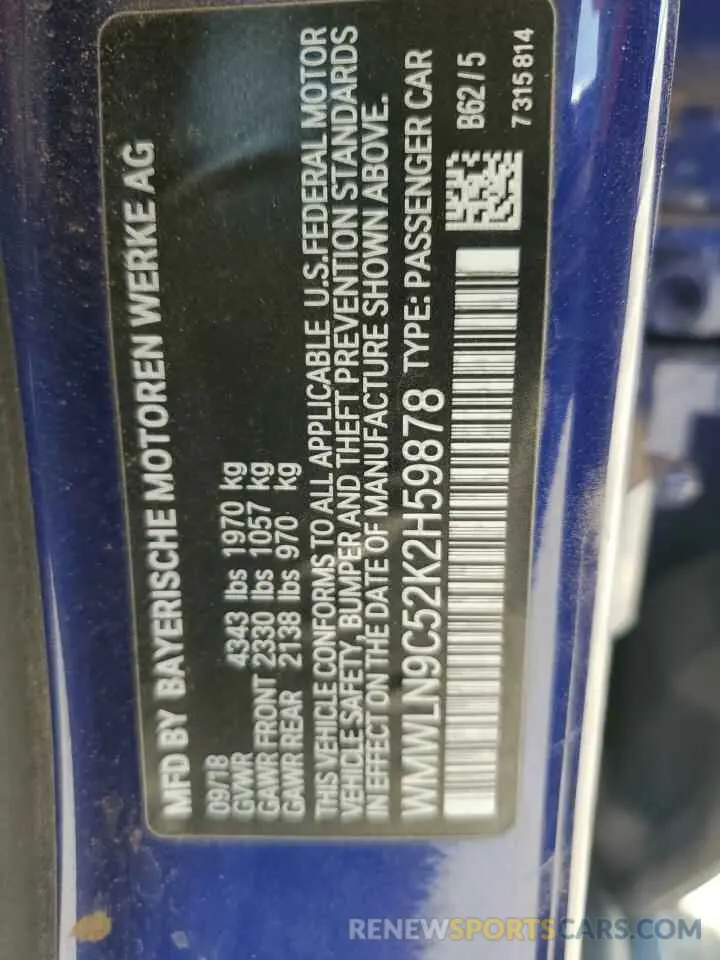 MFD BY BAYERISCHE MOTOREN WERKE AG
09/18
GVWR 4343 lbs 1970 kg
GAWR FRONT 2330 lbs 1057 kg
GAWR REAR 2138 lbs 970 kg
THIS VEHICLE CONFORMS TO ALL APPLICABLE U.S.FEDERAL MOTOR
VEHICLE SAFETY, BUMPER AND THEFT PREVENTION STANDARDS
IN EFFECT ON THE DATE OF MANUFACTURE SHOWN ABOVE.
WMWLN9C52K2H59878 TYPE: PASSENGER CAR
B62/5
7315814
RENEWSPORTSCARS.COM